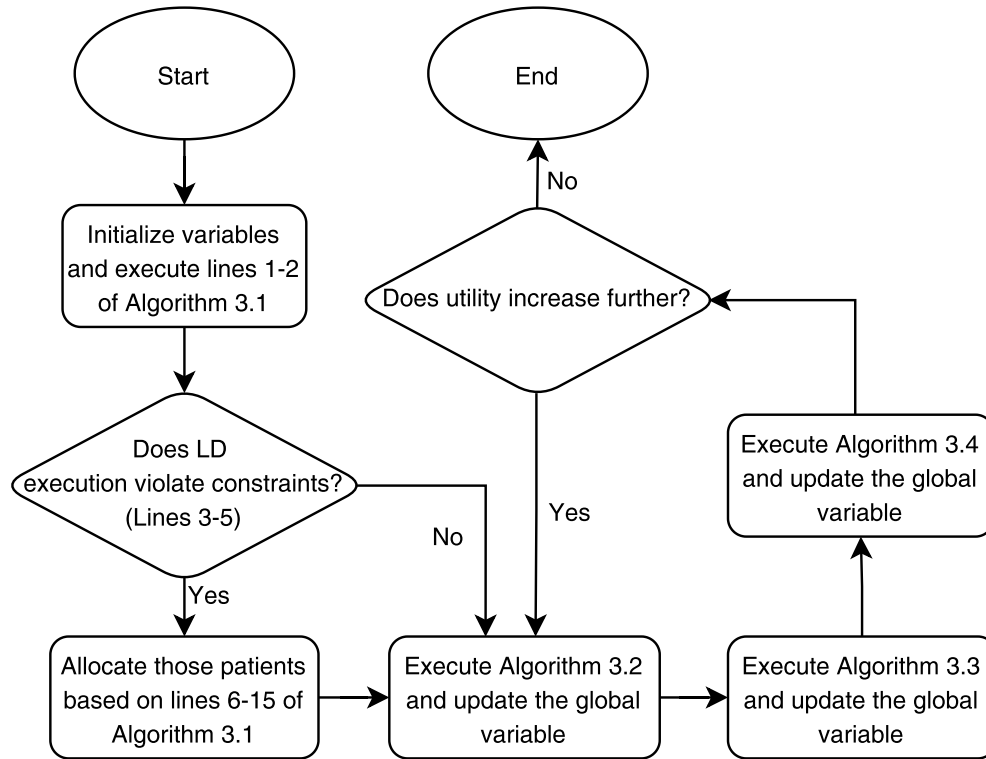 Start
End
Initialize variables
and execute lines 1-2
of Algorithm 3.1
No
Does utility increase further?
Does LD
execution violate constraints?
(Lines 3-5)
No
Yes
Execute Algorithm 3.4
and update the global
variable
Yes
Allocate those patients
based on lines 6-15 of
Algorithm 3.1
Execute Algorithm 3.2
and update the global
variable
Execute Algorithm 3.3
and update the global
variable